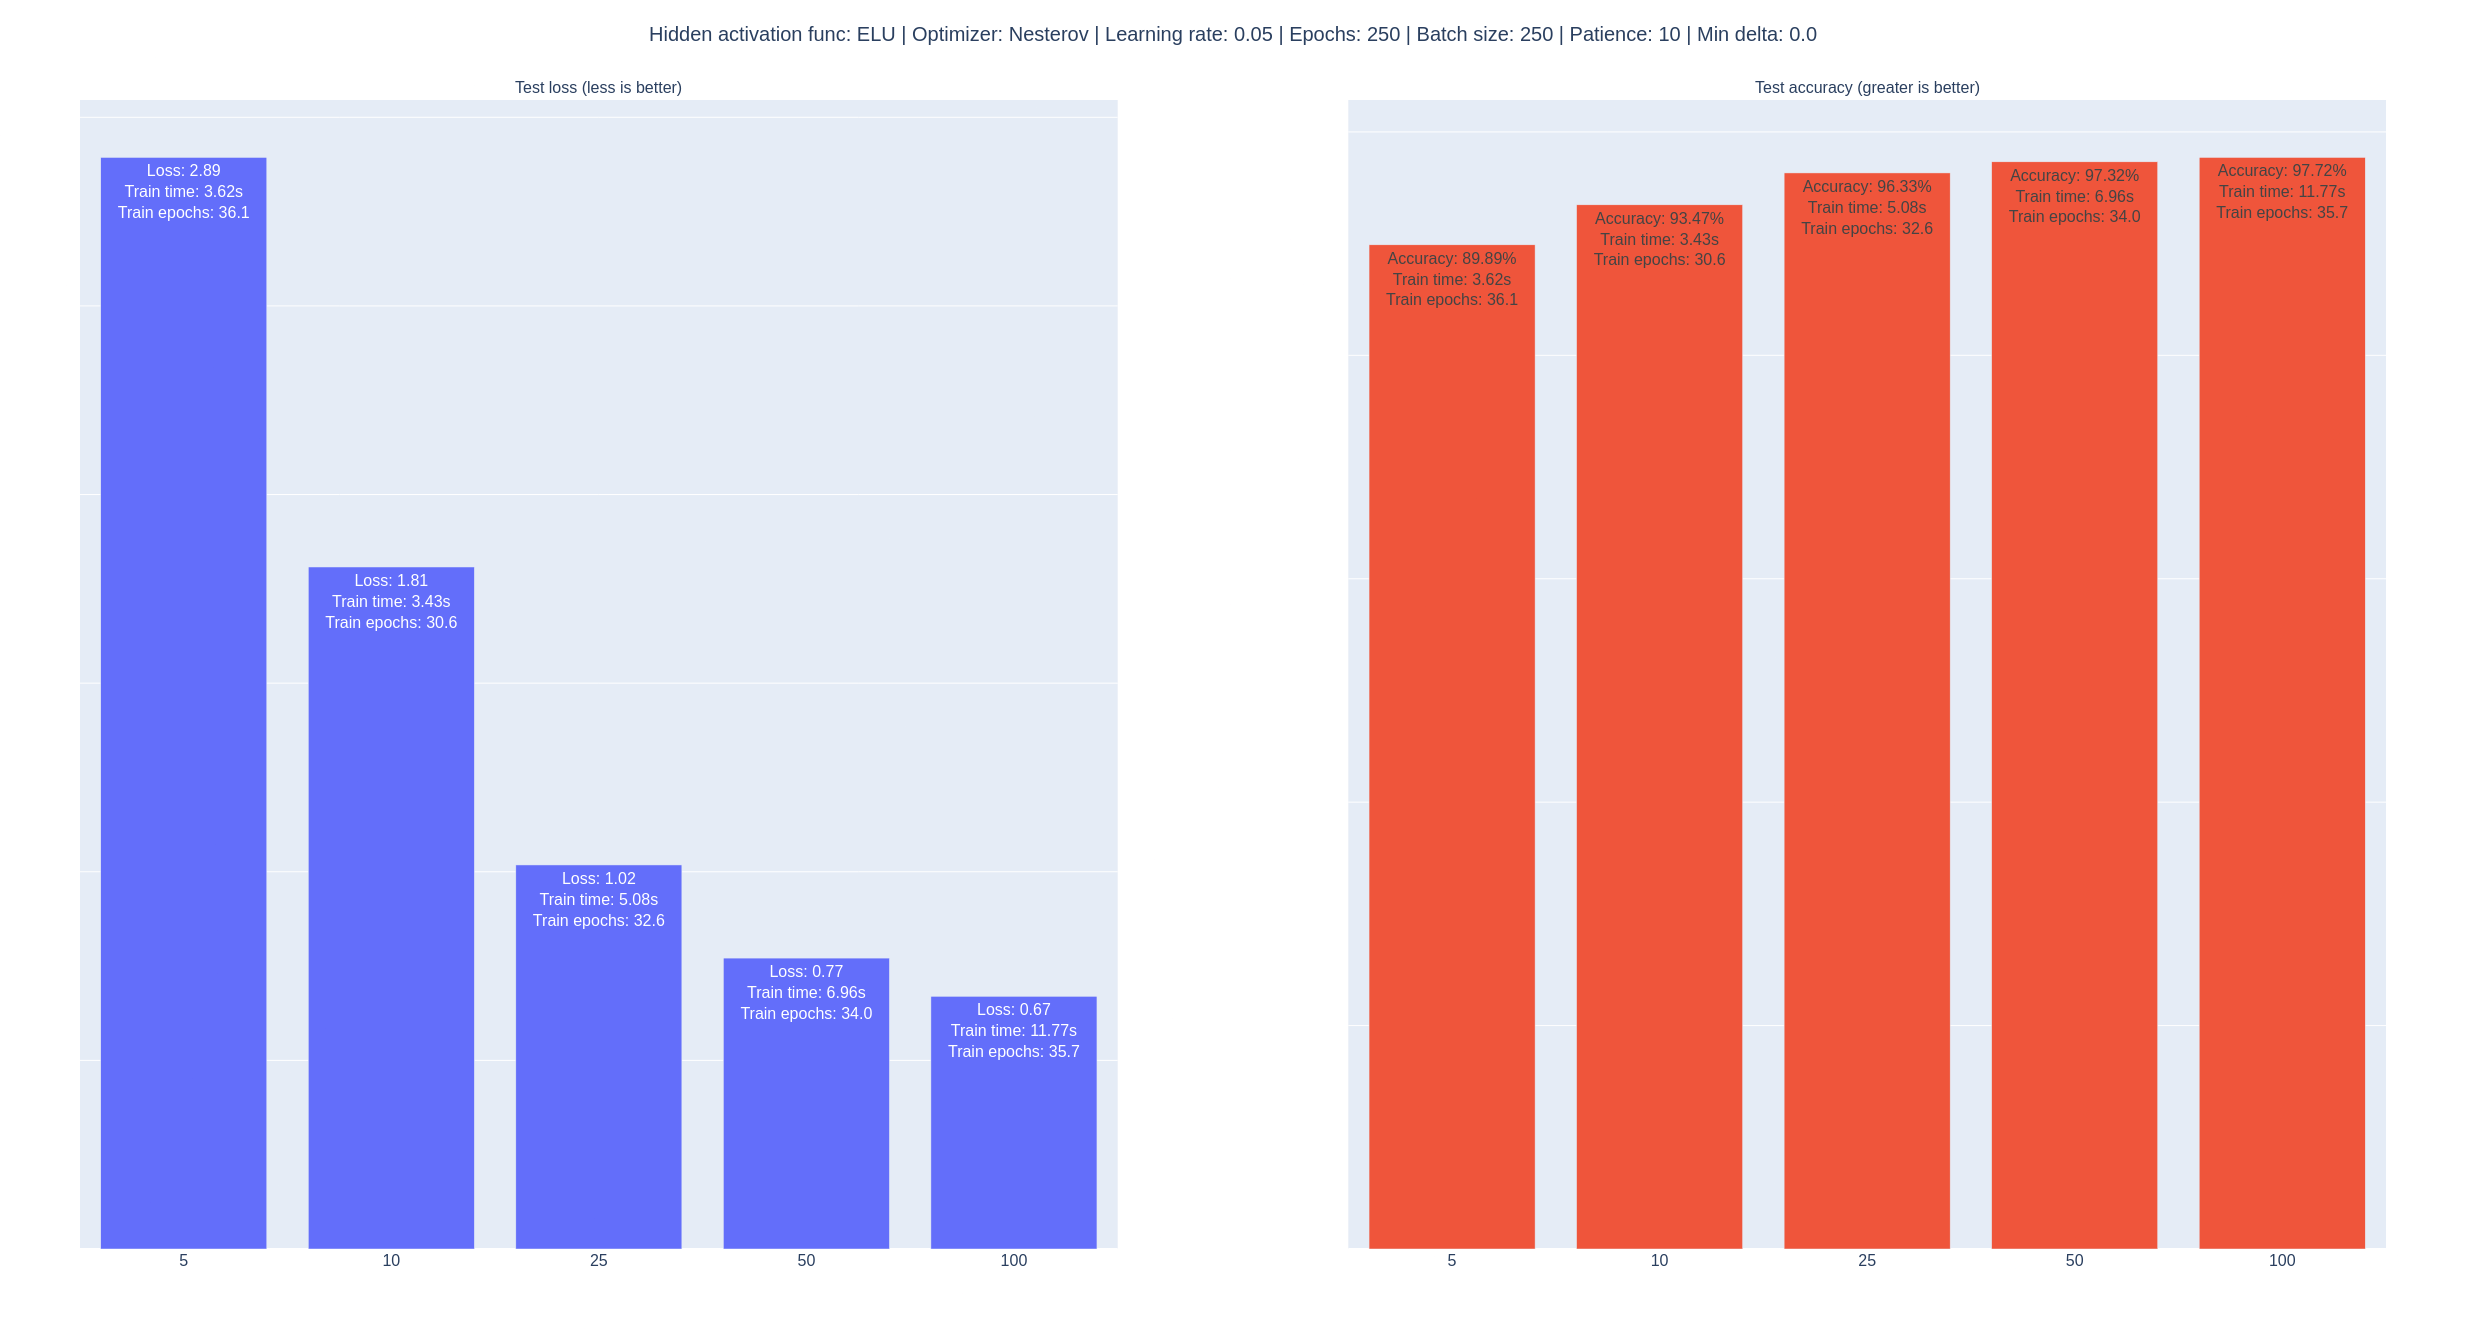 Hidden activation func: ELU | Optimizer: Nesterov | Learning rate: 0.05 | Epochs: 250 | Batch size: 250 | Patience: 10 | Min delta: 0.0
Test loss (less is better)
Loss: 2.89
Train time: 3.62s
Train epochs: 36.1
Loss: 1.81
Train time: 3.43s
Train epochs: 30.6
Loss: 1.02
Train time: 5.08s
Train epochs: 32.6
Loss: 0.77
Train time: 6.96s
Train epochs: 34.0
Loss: 0.67
Train time: 11.77s
Train epochs: 35.7
5
10
25
50
100
Test accuracy (greater is better)
Accuracy: 89.89%
Train time: 3.62s
Train epochs: 36.1
Accuracy: 93.47%
Train time: 3.43s
Train epochs: 30.6
Accuracy: 96.33%
Train time: 5.08s
Train epochs: 32.6
Accuracy: 97.32%
Train time: 6.96s
Train epochs: 34.0
Accuracy: 97.72%
Train time: 11.77s
Train epochs: 35.7
5
10
25
50
100